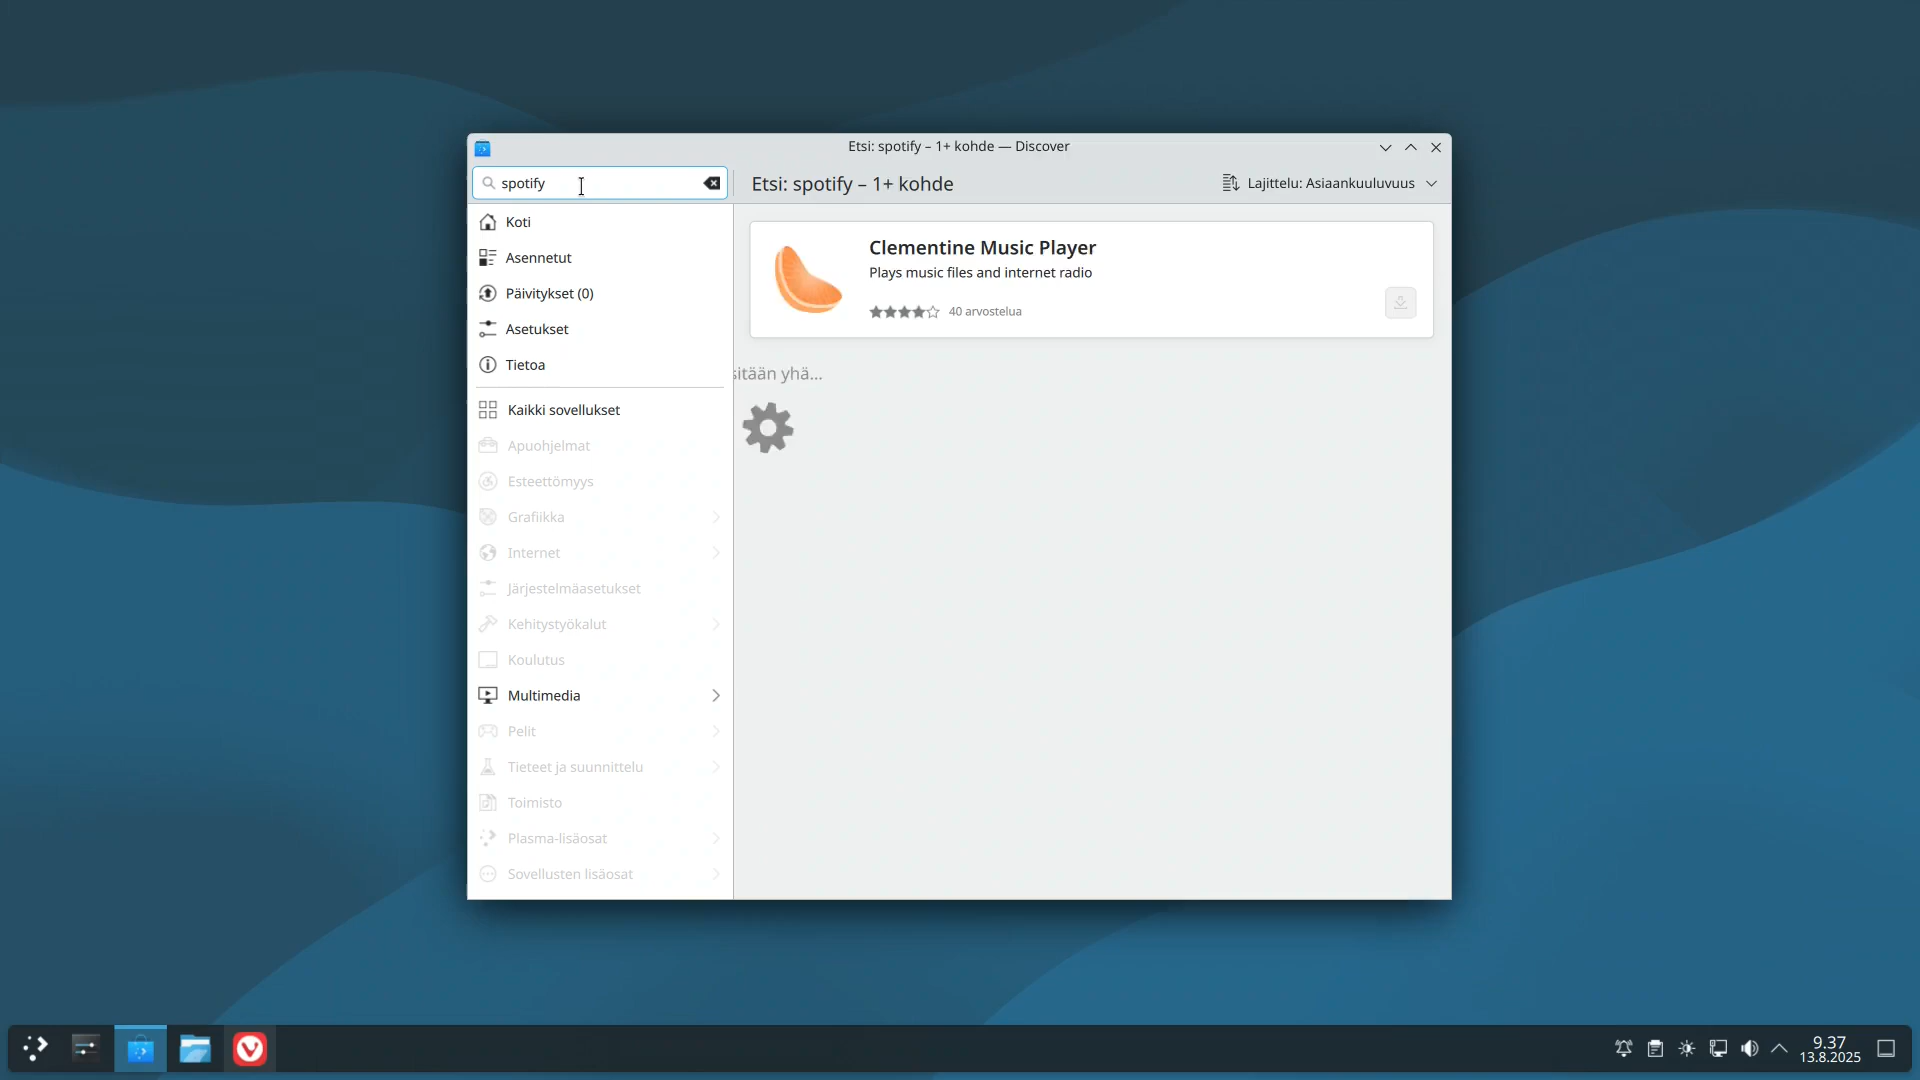 Etsi: spotify – 1+ kohde — Discover
spotify
Etsi: spotify – 1+ kohde
Lajittelu: Asiaankuuluvuus
Koti
Asennetut
Päivitykset (0)
Asetukset
Tietoa
Kaikki sovellukset
Apuohjelmat
Esteettömyys
Grafiikka
Internet
Järjestelmäasetukset
Kehitystyökalut
Koulutus
Multimedia
Pelit
Tieteet ja suunnittelu
Toimisto
Plasma-lisäosat
Sovellusten lisäosat
Clementine Music Player
Plays music files and internet radio
40 arvostelua
sitään yhä...
9.37
13.8.2025